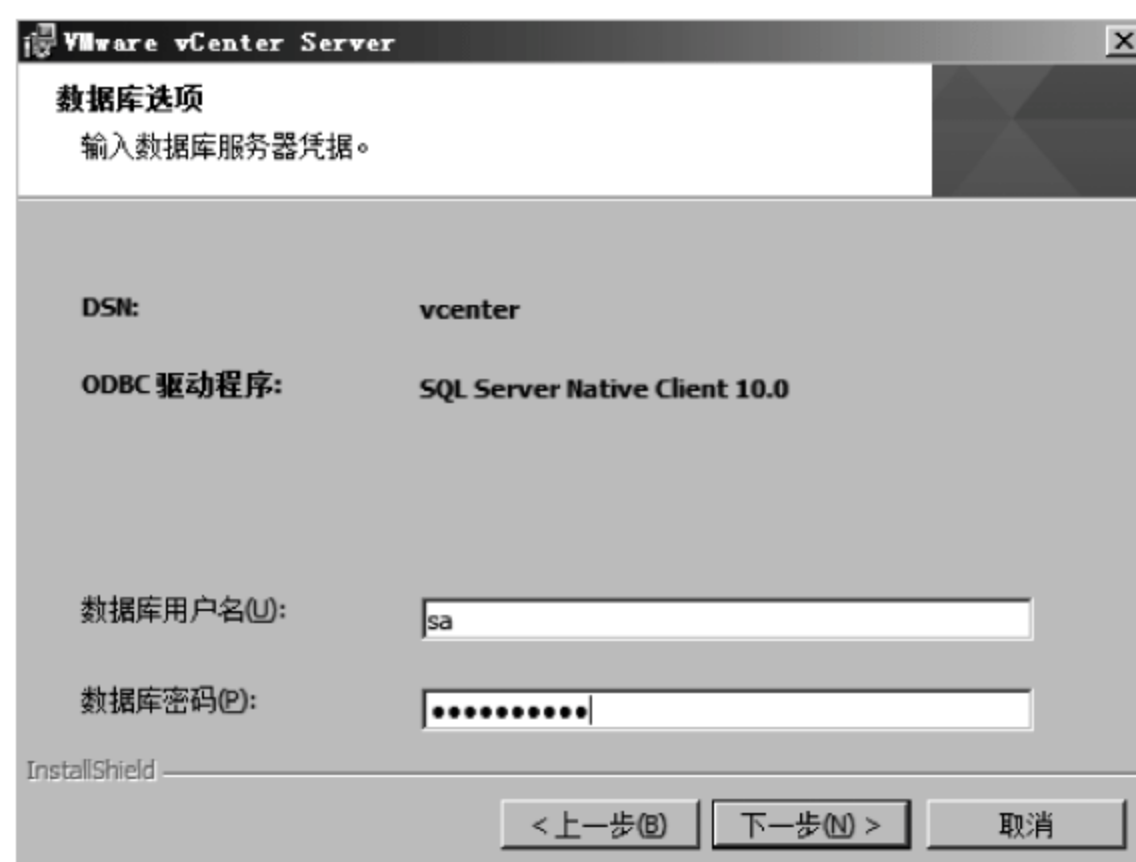 VMware vCenter Server
数据库选项
输入数据库服务器凭据。
DSN: vcenter
ODBC 驱动程序: SQL Server Native Client 10.0
数据库用户名(U): sa
数据库密码(P): ●●●●●●●●●●
InstallShield
<上一步(B) 下一步(N) > 取消